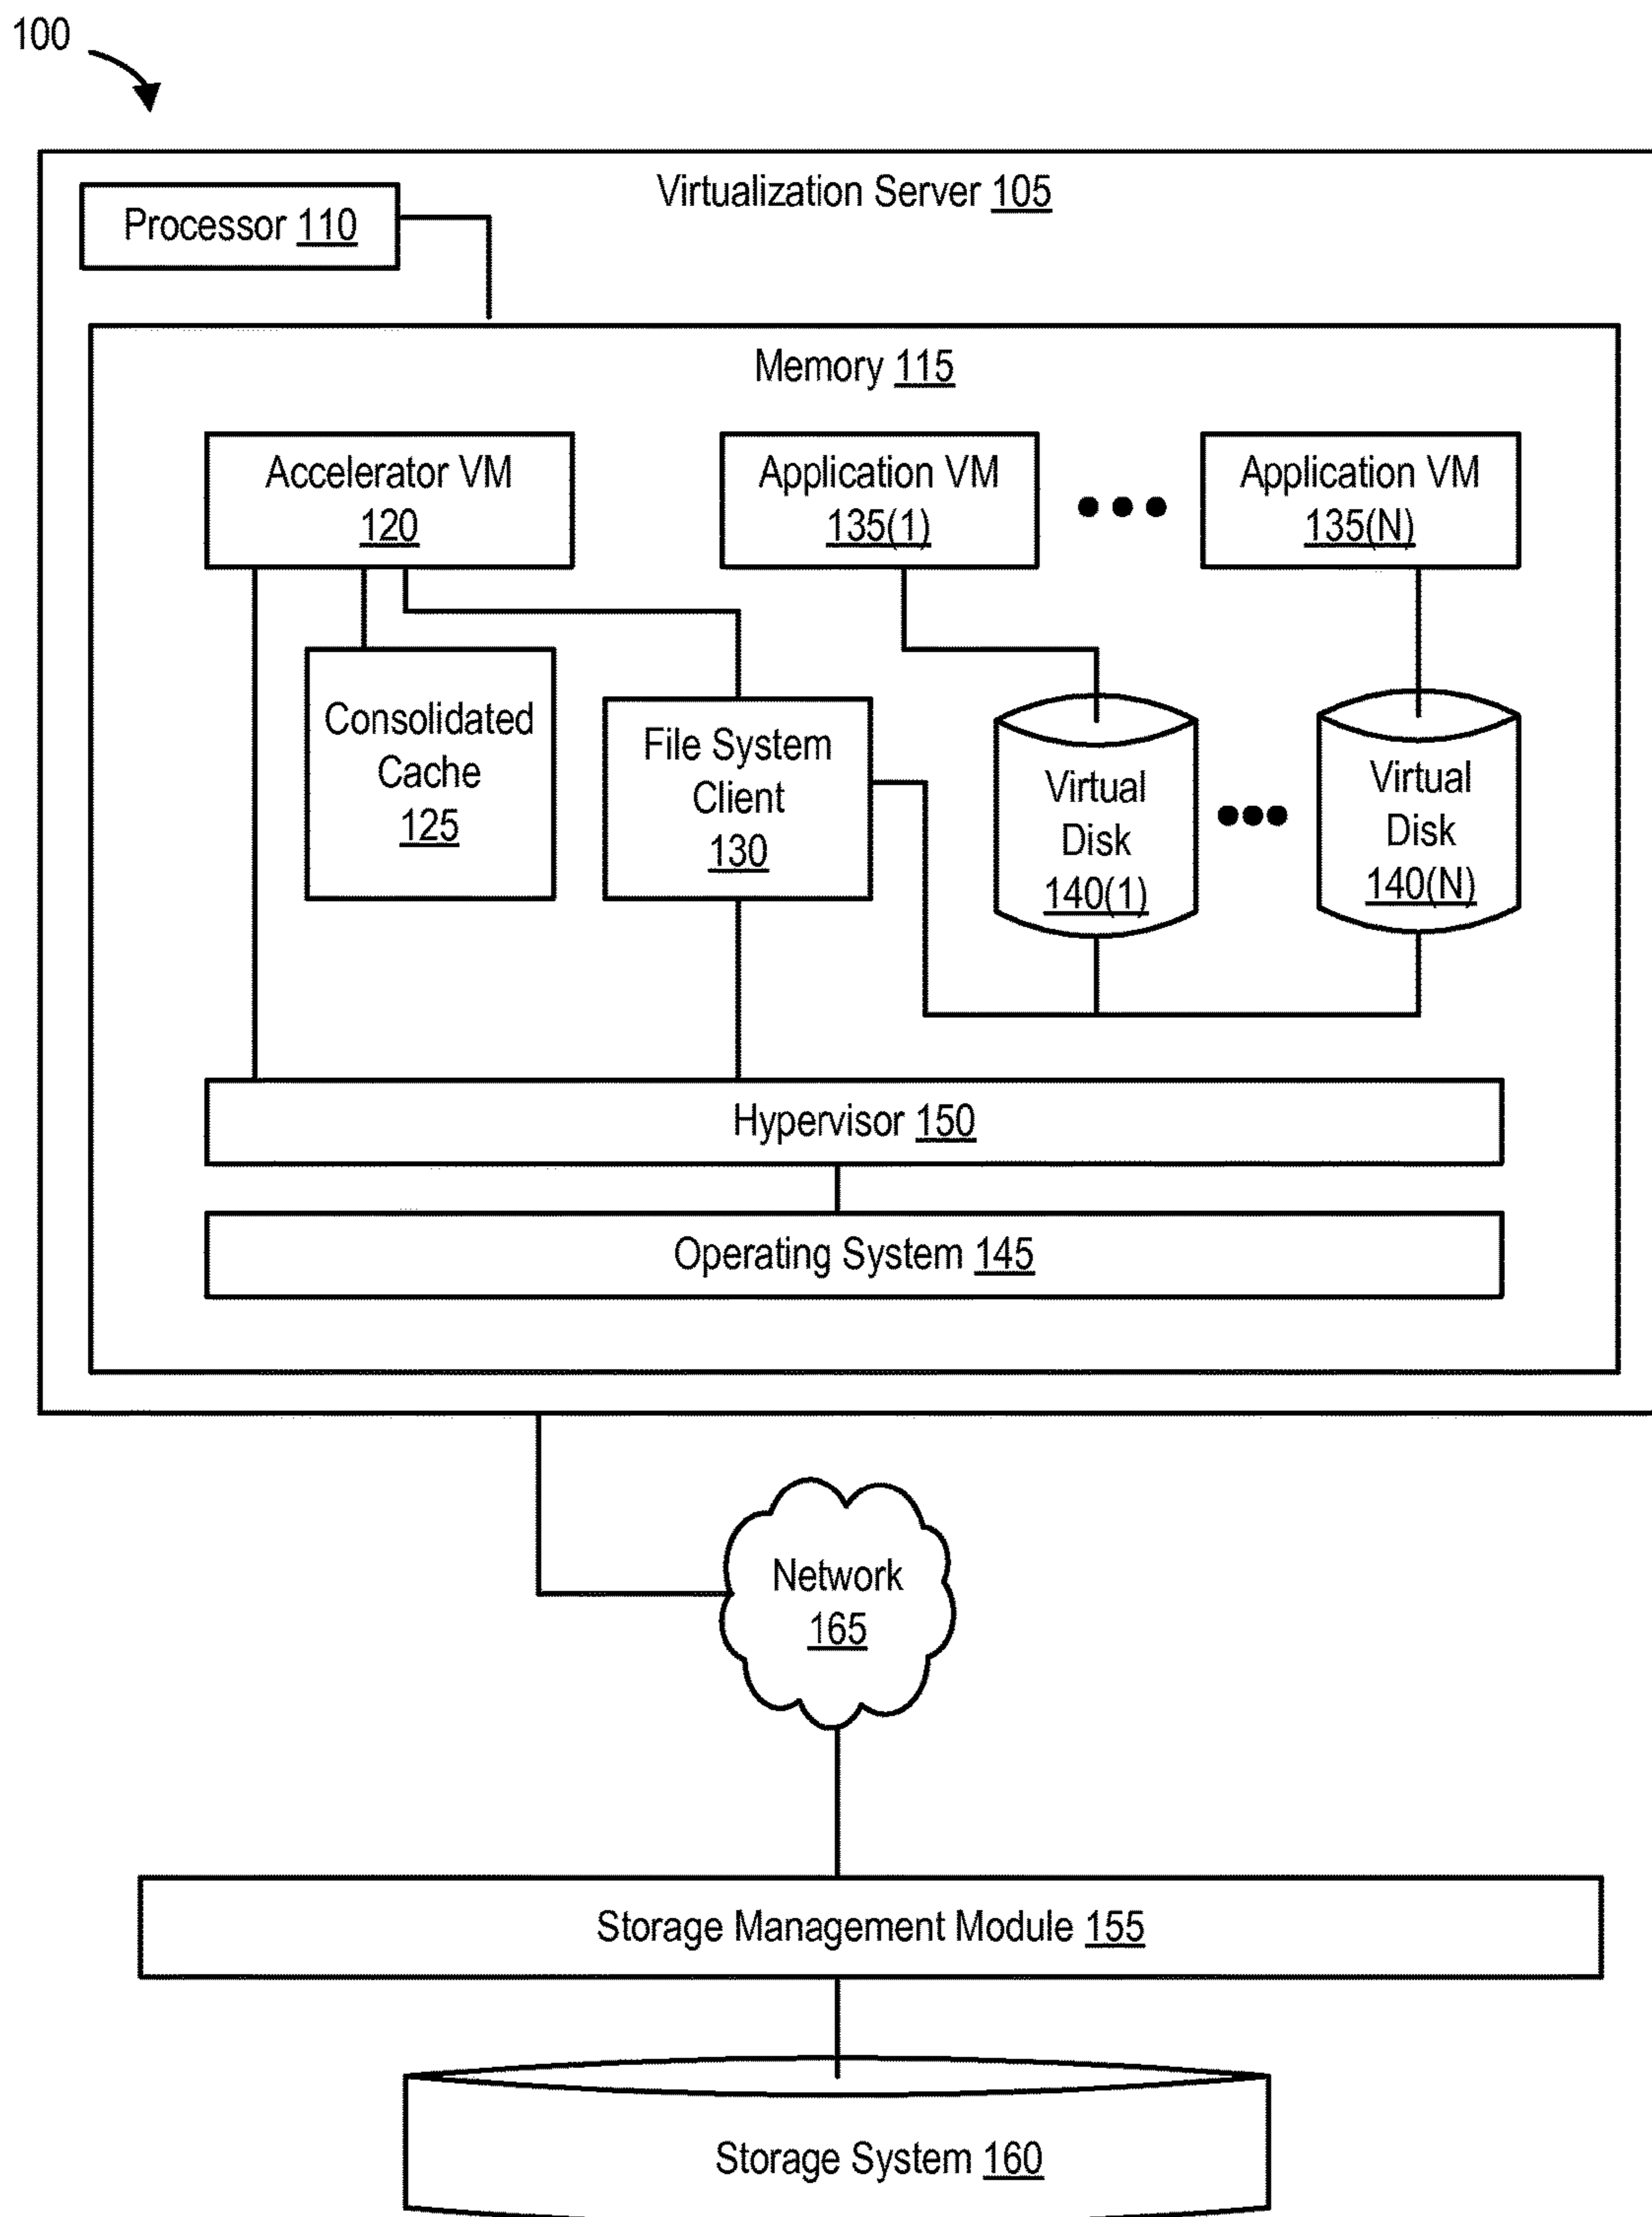 100
Virtualization Server 105
Processor 110
Memory 115
Accelerator VM
120
Application VM
135(1)
Application VM
135(N)
Consolidated
Cache
125
File System
Client
130
Virtual
Disk
140(1)
Virtual
Disk
140(N)
Hypervisor 150
Operating System 145
Network
165
Storage Management Module 155
Storage System 160